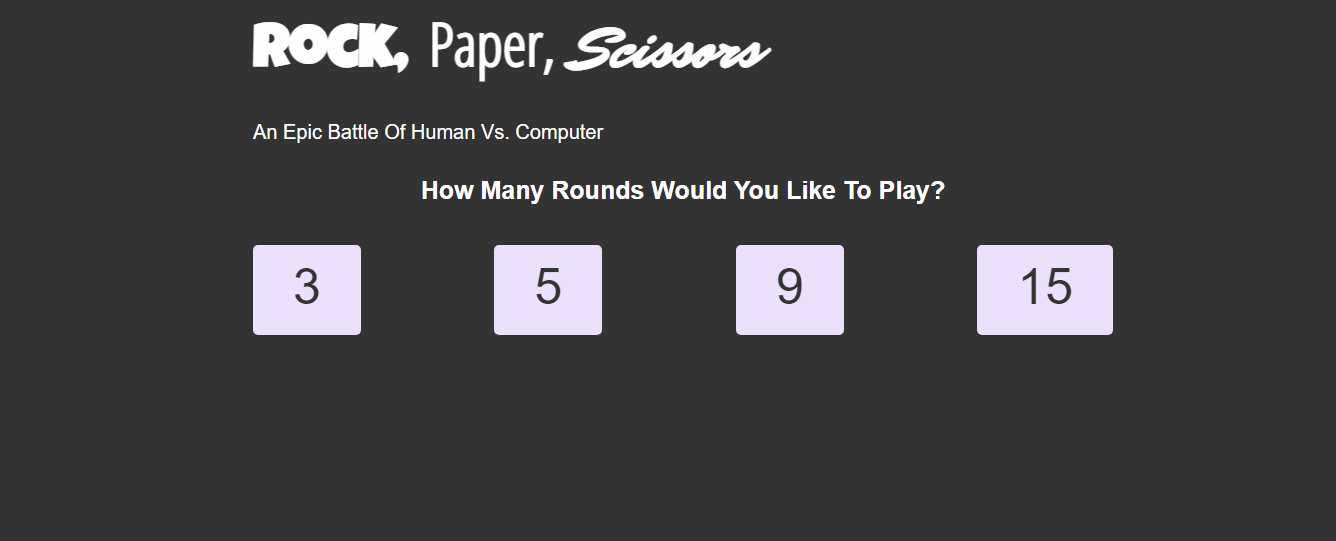 ROCK, Paper, Scissors
An Epic Battle Of Human Vs. Computer
How Many Rounds Would You Like To Play?
3 5 9 15